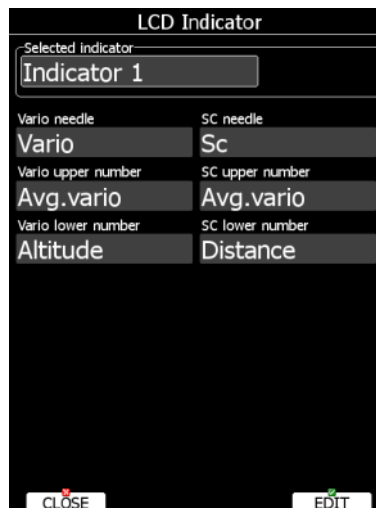 LCD Indicator
Selected indicator
Indicator 1
Vario needle SC needle
Vario Sc
Vario upper number SC upper number
Avg.vario Avg.vario
Vario lower number SC lower number
Altitude Distance
CLOSE EDIT